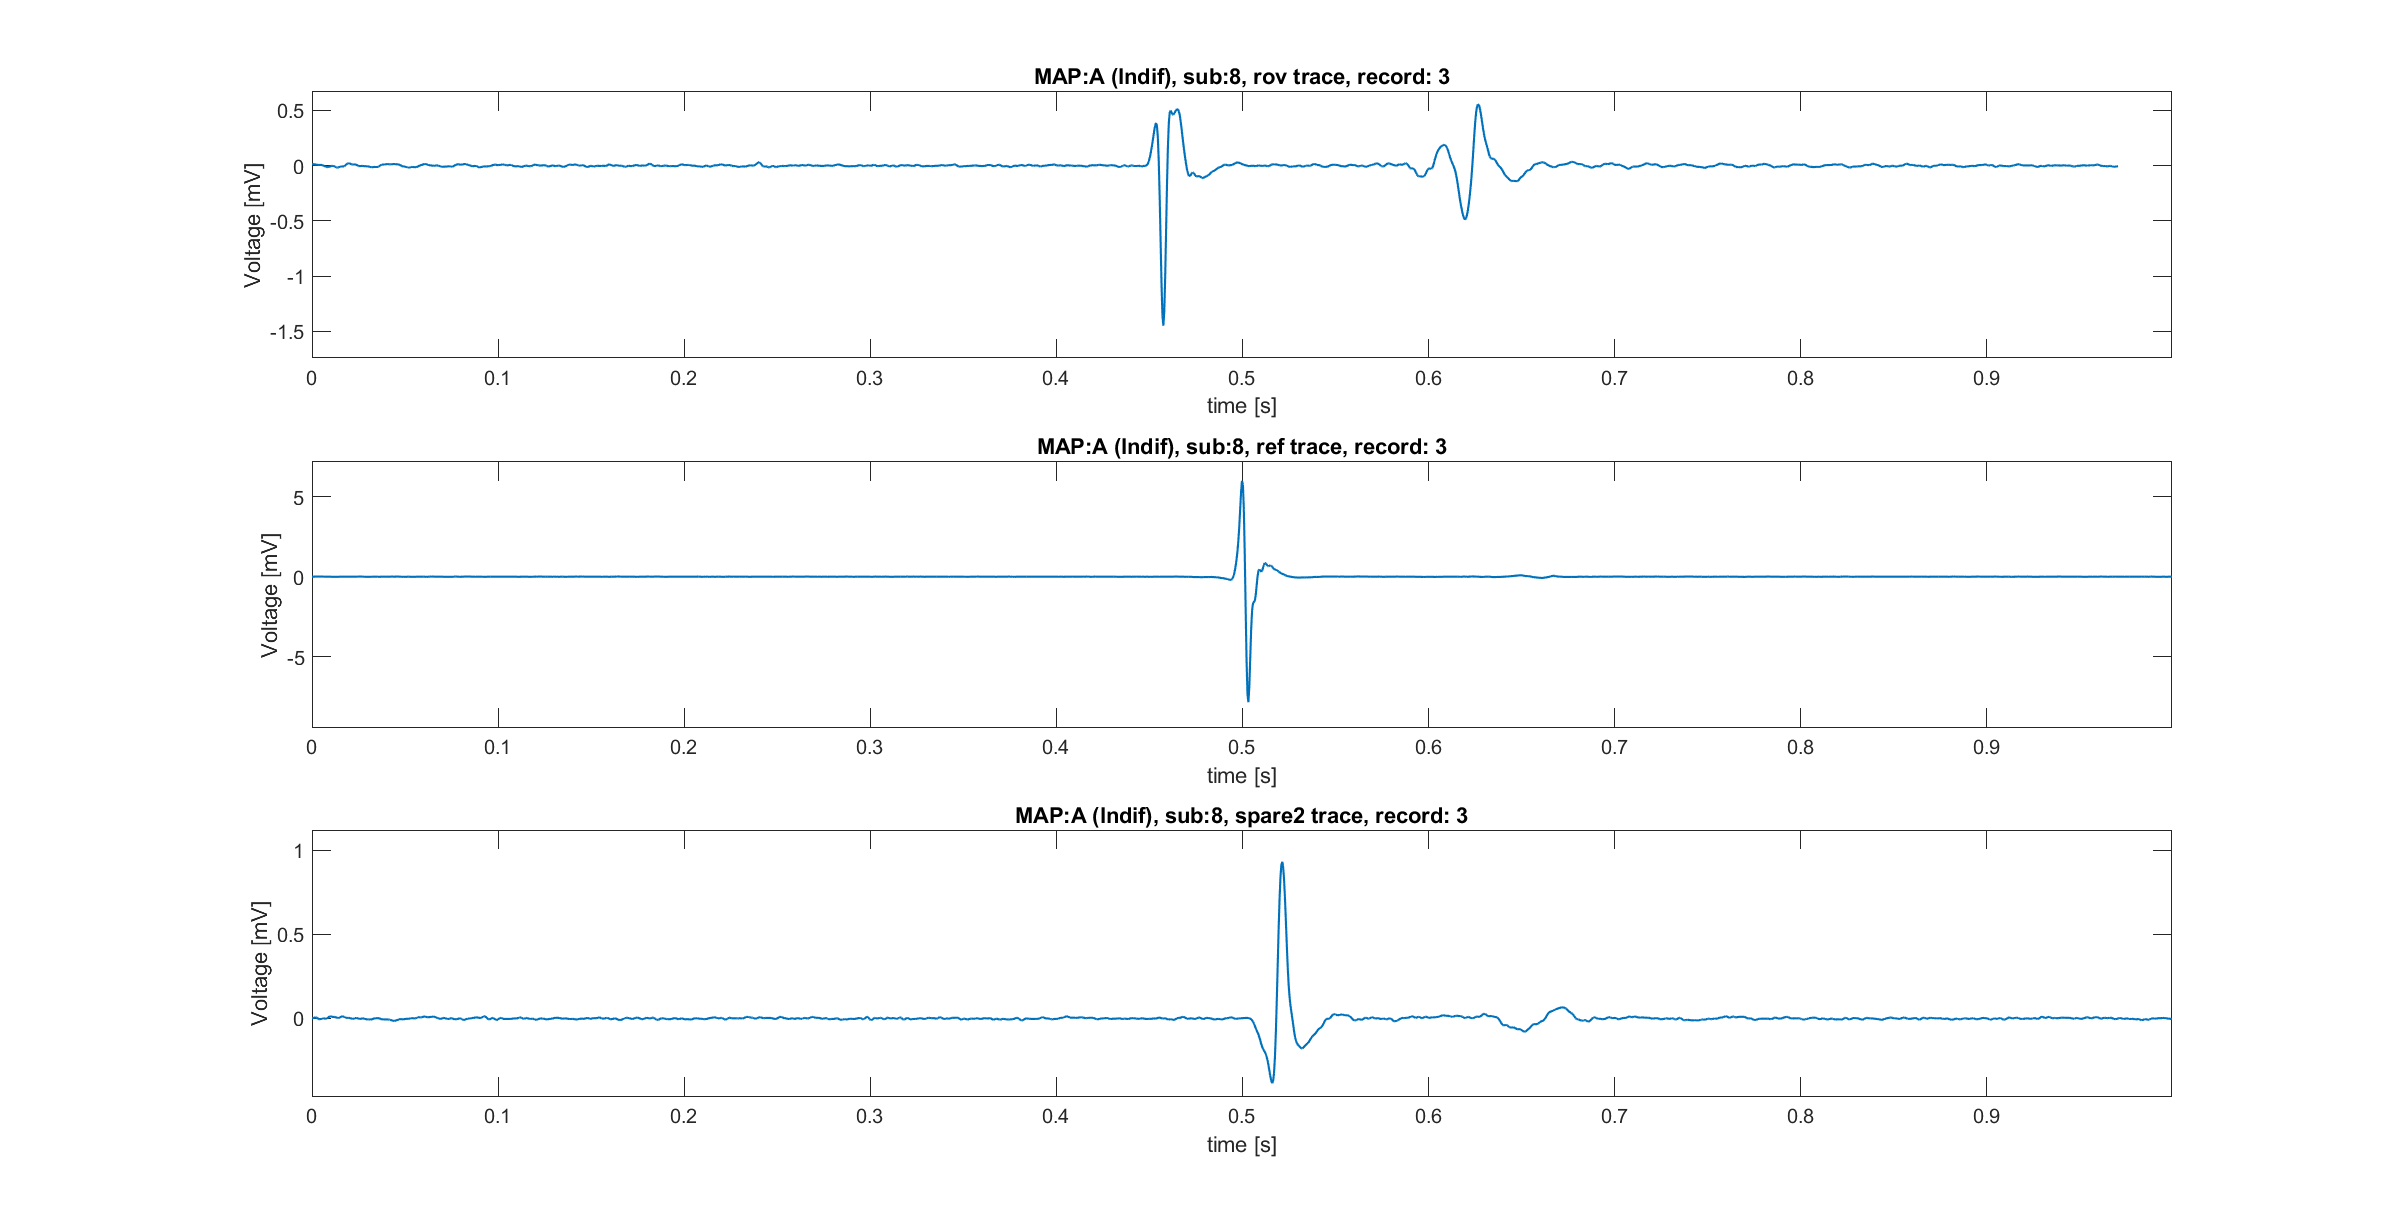 MAP:A (Indif), sub:8, rov trace, record: 3
Voltage [mV]
0.5
0
-0.5
-1
-1.5
0 0.1 0.2 0.3 0.4 0.5 0.6 0.7 0.8 0.9
time [s]
MAP:A (Indif), sub:8, ref trace, record: 3
Voltage [mV]
5
0
-5
0 0.1 0.2 0.3 0.4 0.5 0.6 0.7 0.8 0.9
time [s]
MAP:A (Indif), sub:8, spare2 trace, record: 3
Voltage [mV]
1
0.5
0
0 0.1 0.2 0.3 0.4 0.5 0.6 0.7 0.8 0.9
time [s]